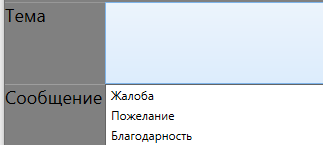 Тема
Сообщение
Жалоба
Пожелание
Благодарность